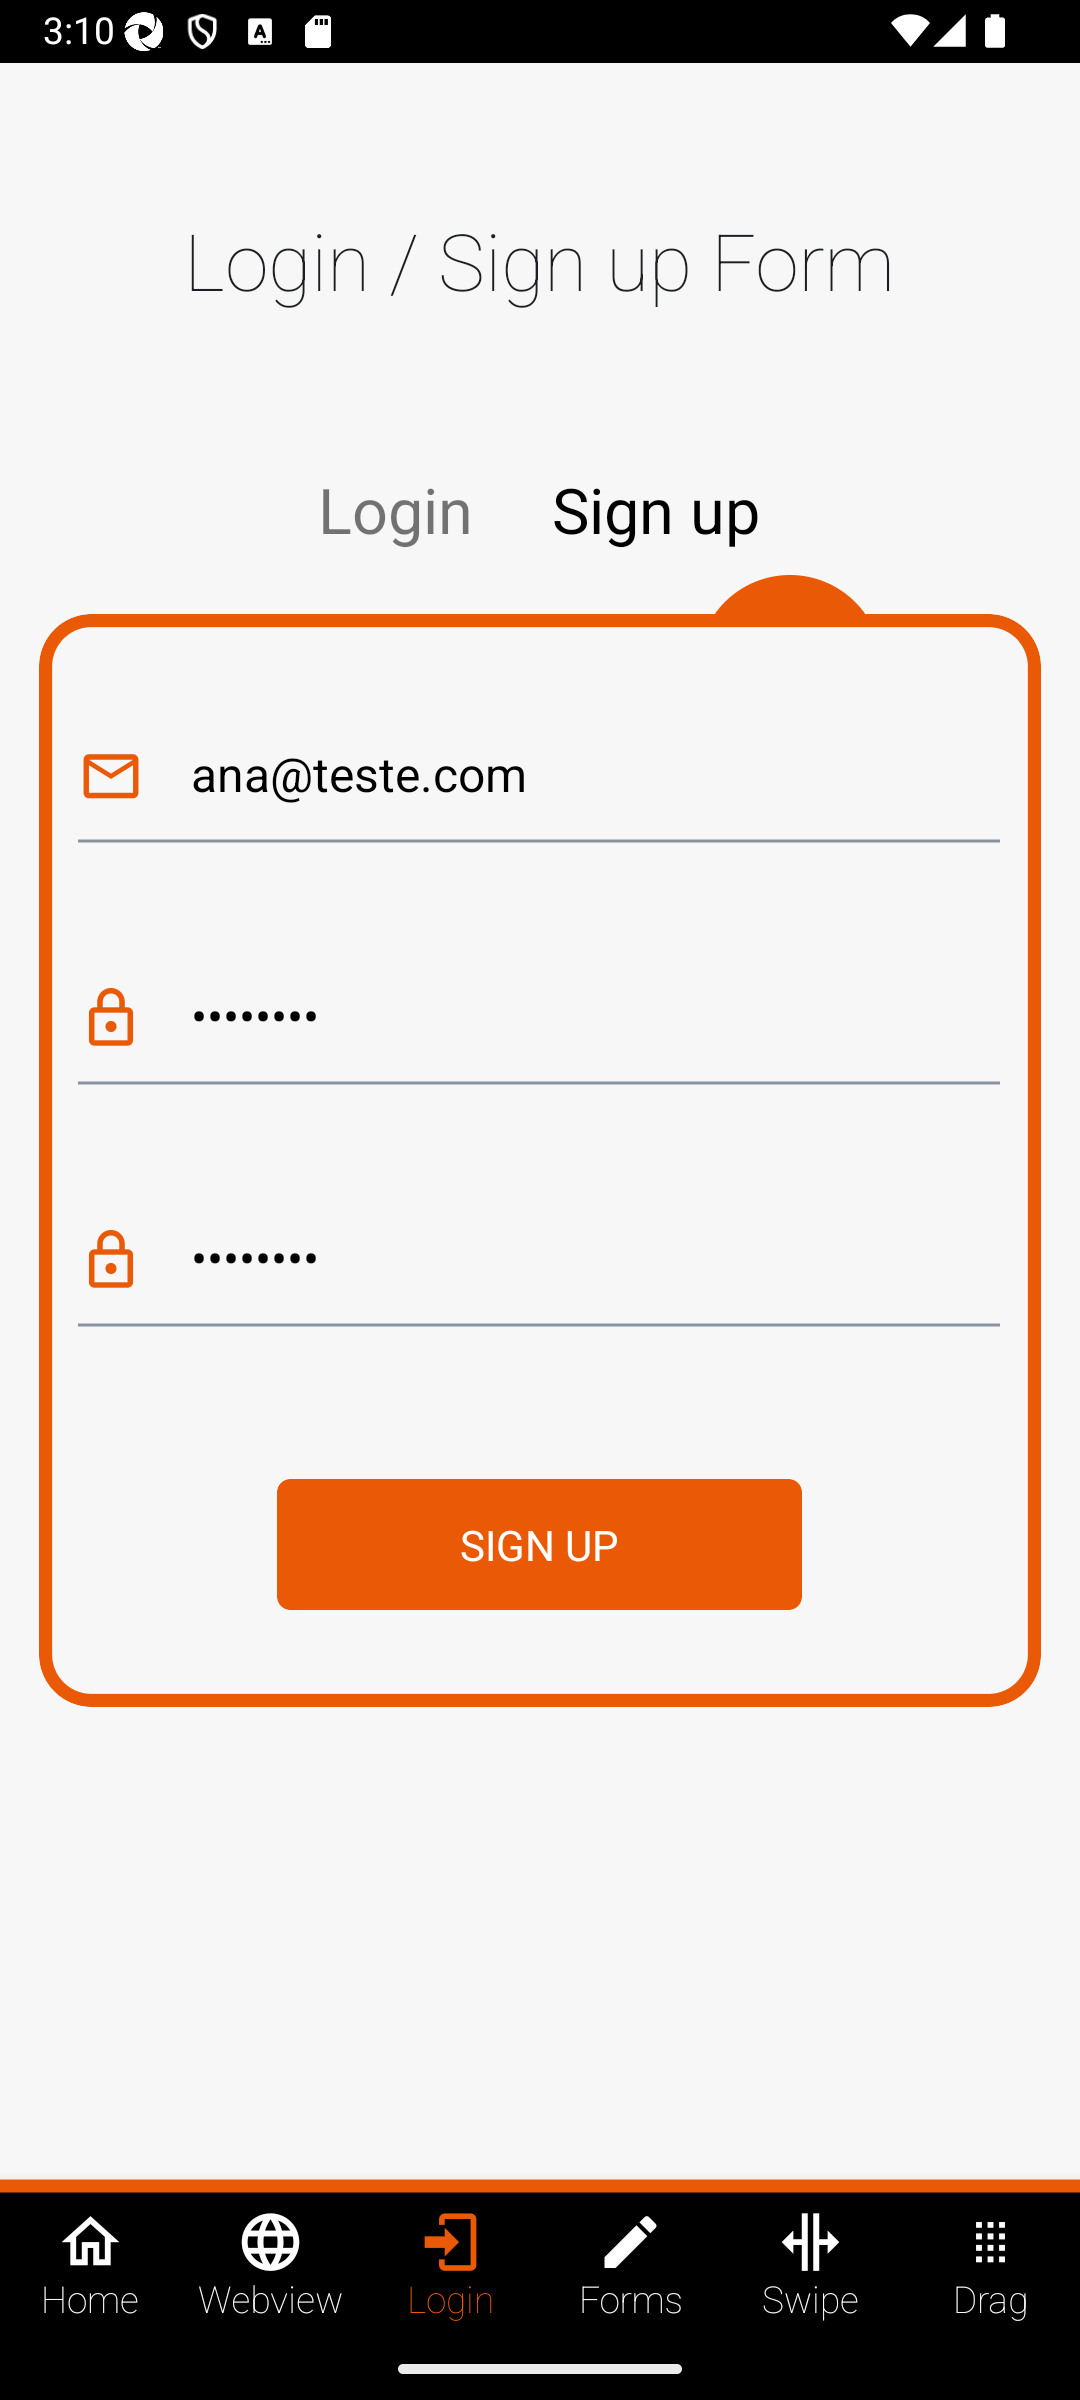 3:10
Login / Sign up Form
Login Sign up
ana@teste.com
••••••••
••••••••
SIGN UP
Home Webview Login Forms Swipe Drag